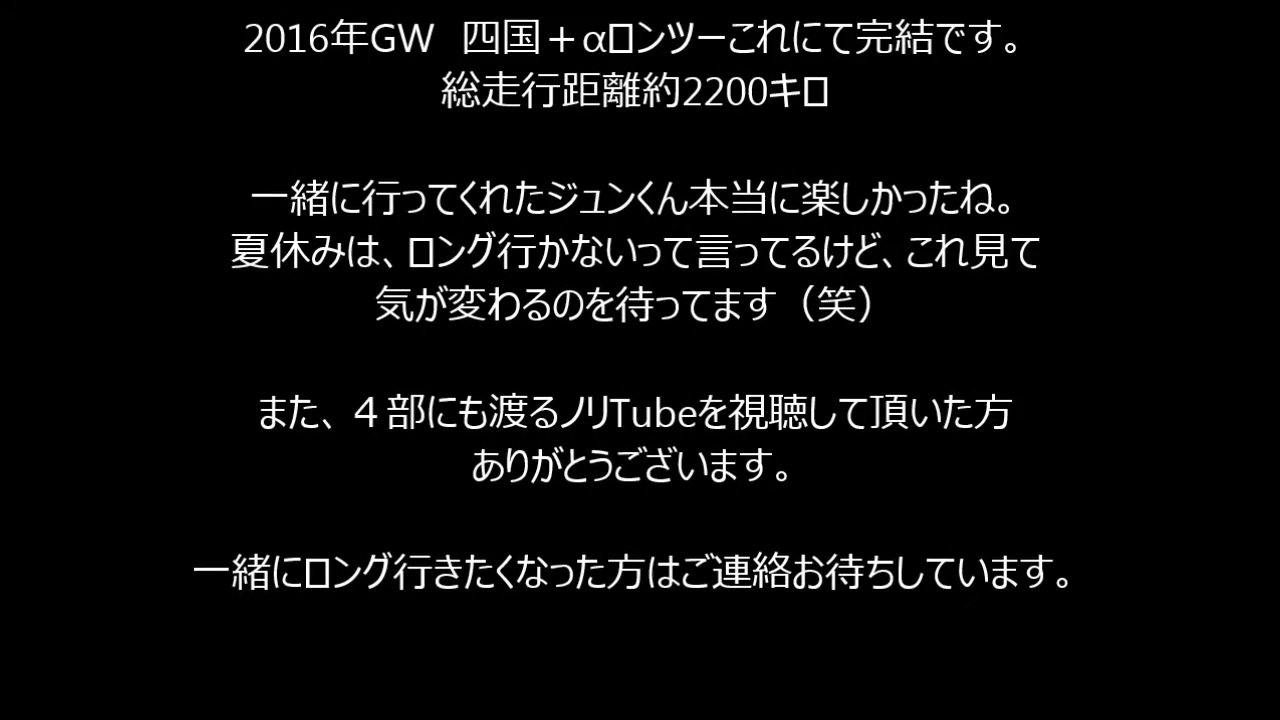 2016年GW　四国＋αロンツーこれにて完結です。
総走行距離約2200キロ
一緒に行ってくれたジュンくん本当に楽しかったね。
夏休みは、ロング行かないって言ってるけど、これ見て
気が変わるのを待ってます（笑）
また、４部にも渡るノリTubeを視聴して頂いた方
ありがとうございます。
一緒にロング行きたくなった方はご連絡お待ちしています。